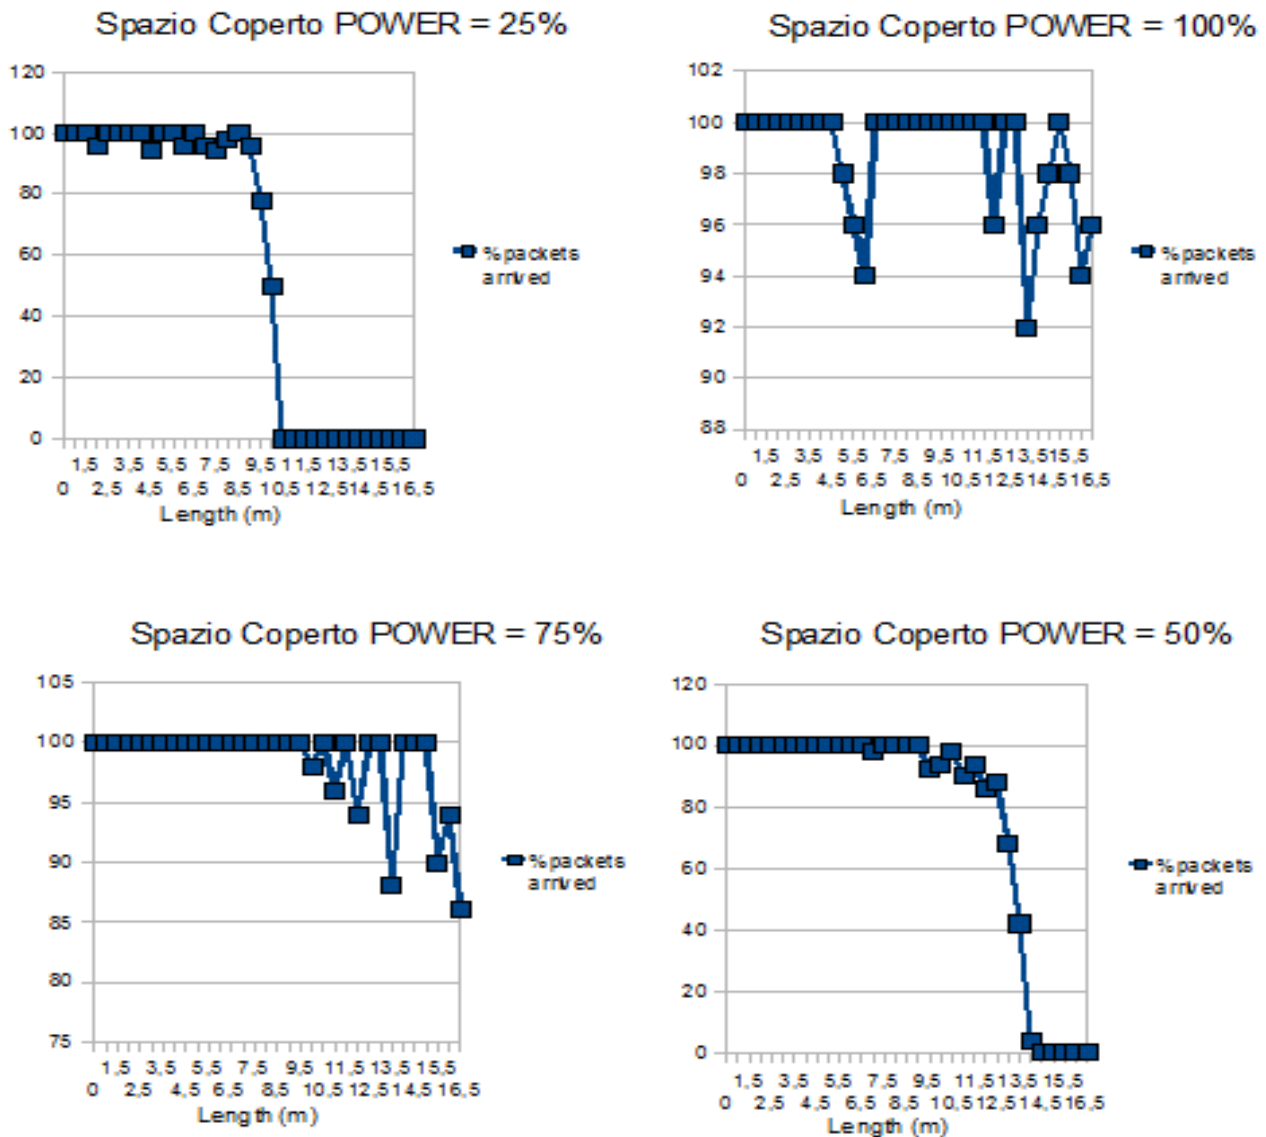 Spazio Coperto POWER = 25%
120
100
80
60
40
20
0
1,5 3,5 5,5 7,5 9,5 11,5 13,5 15,5
0 2,5 4,5 6,5 8,5 10,5 12,5 14,5 16,5
Length (m)
% packets
arrived
Spazio Coperto POWER = 100%
102
100
98
96
94
92
90
88
1,5 3,5 5,5 7,5 9,5 11,5 13,5 15,5
0 2,5 4,5 6,5 8,5 10,5 12,5 14,5 16,5
Length (m)
% packets
arrived
Spazio Coperto POWER = 75%
105
100
95
90
85
80
75
1,5 3,5 5,5 7,5 9,5 11,5 13,5 15,5
0 2,5 4,5 6,5 8,5 10,5 12,5 14,5 16,5
Length (m)
% packets
arrived
Spazio Coperto POWER = 50%
120
100
80
60
40
20
0
1,5 3,5 5,5 7,5 9,5 11,5 13,5 15,5
0 2,5 4,5 6,5 8,5 10,5 12,5 14,5 16,5
Length (m)
% packets
arrived